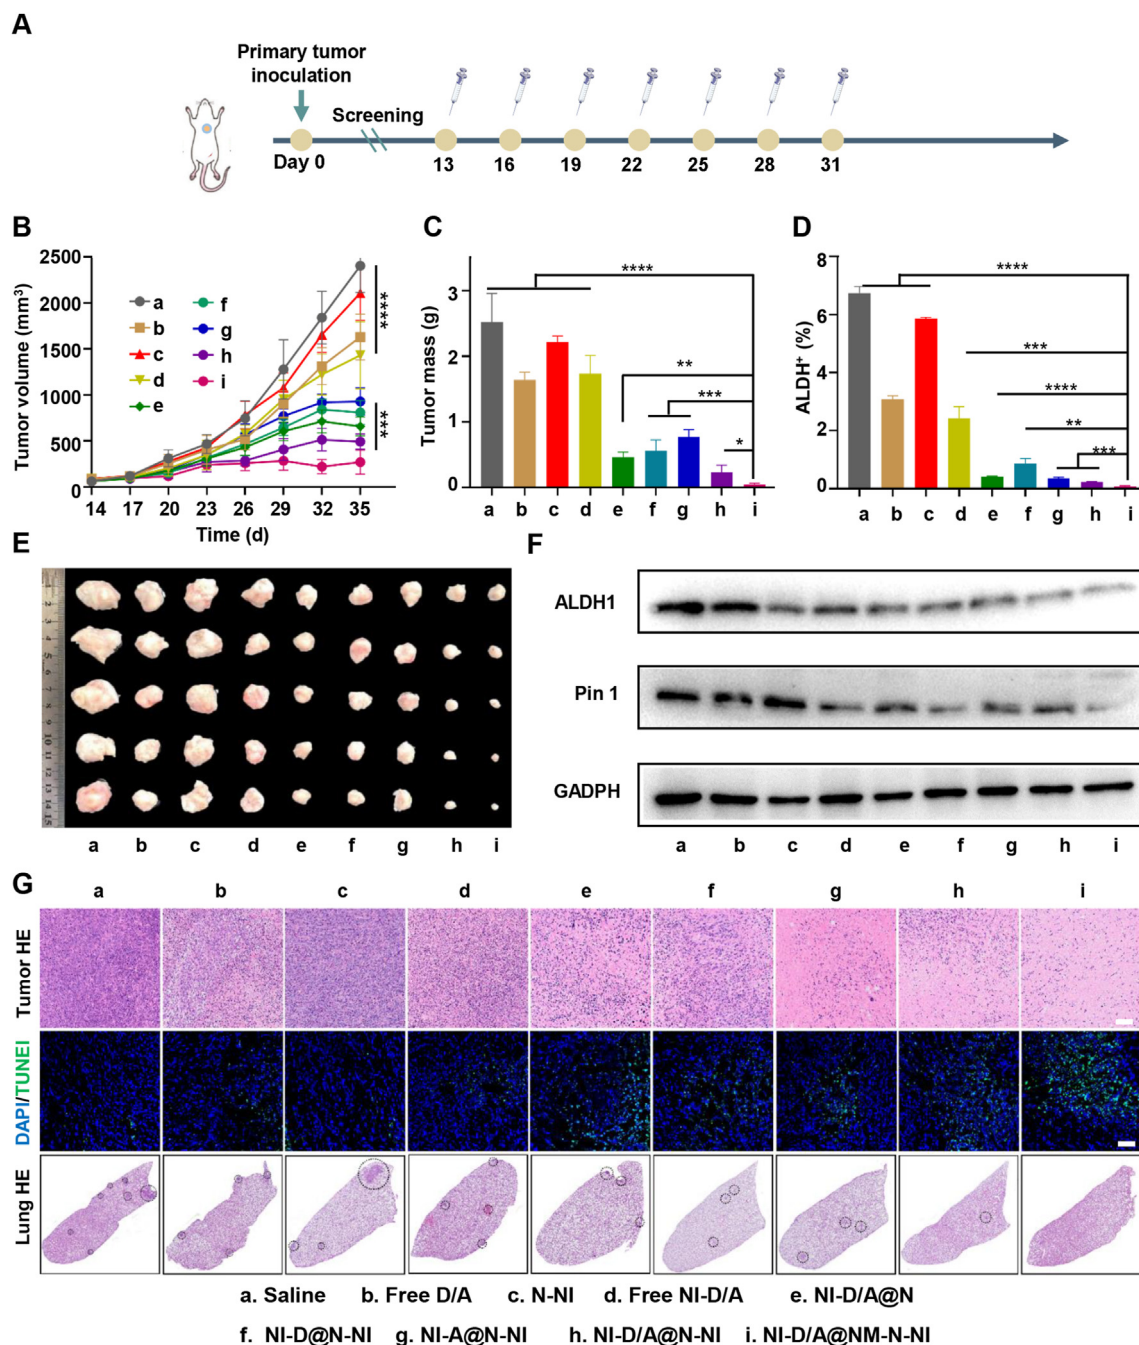 A
Primary tumor
inoculation
Screening
Day 0 13 16 19 22 25 28 31
B
Tumor volume (mm³)
2500
2000
1500
1000
500
0
a f
b g
c h
d i
e
****
***
14 17 20 23 26 29 32 35
Time (d)
C
Tumor mass (g)
3
2
1
0
****
**
***
*
a b c d e f g h i
D
ALDH⁺ (%)
8
6
4
2
0
****
***
****
**
***
a b c d e f g h i
E
a b c d e f g h i
F
ALDH1
Pin 1
GADPH
a b c d e f g h i
G
a b c d e f g h i
Tumor HE
DAPI/TUNEl
Lung HE
a. Saline b. Free D/A c. N-NI d. Free NI-D/A e. NI-D/A@N
f. NI-D@N-NI g. NI-A@N-NI h. NI-D/A@N-NI i. NI-D/A@NM-N-NI